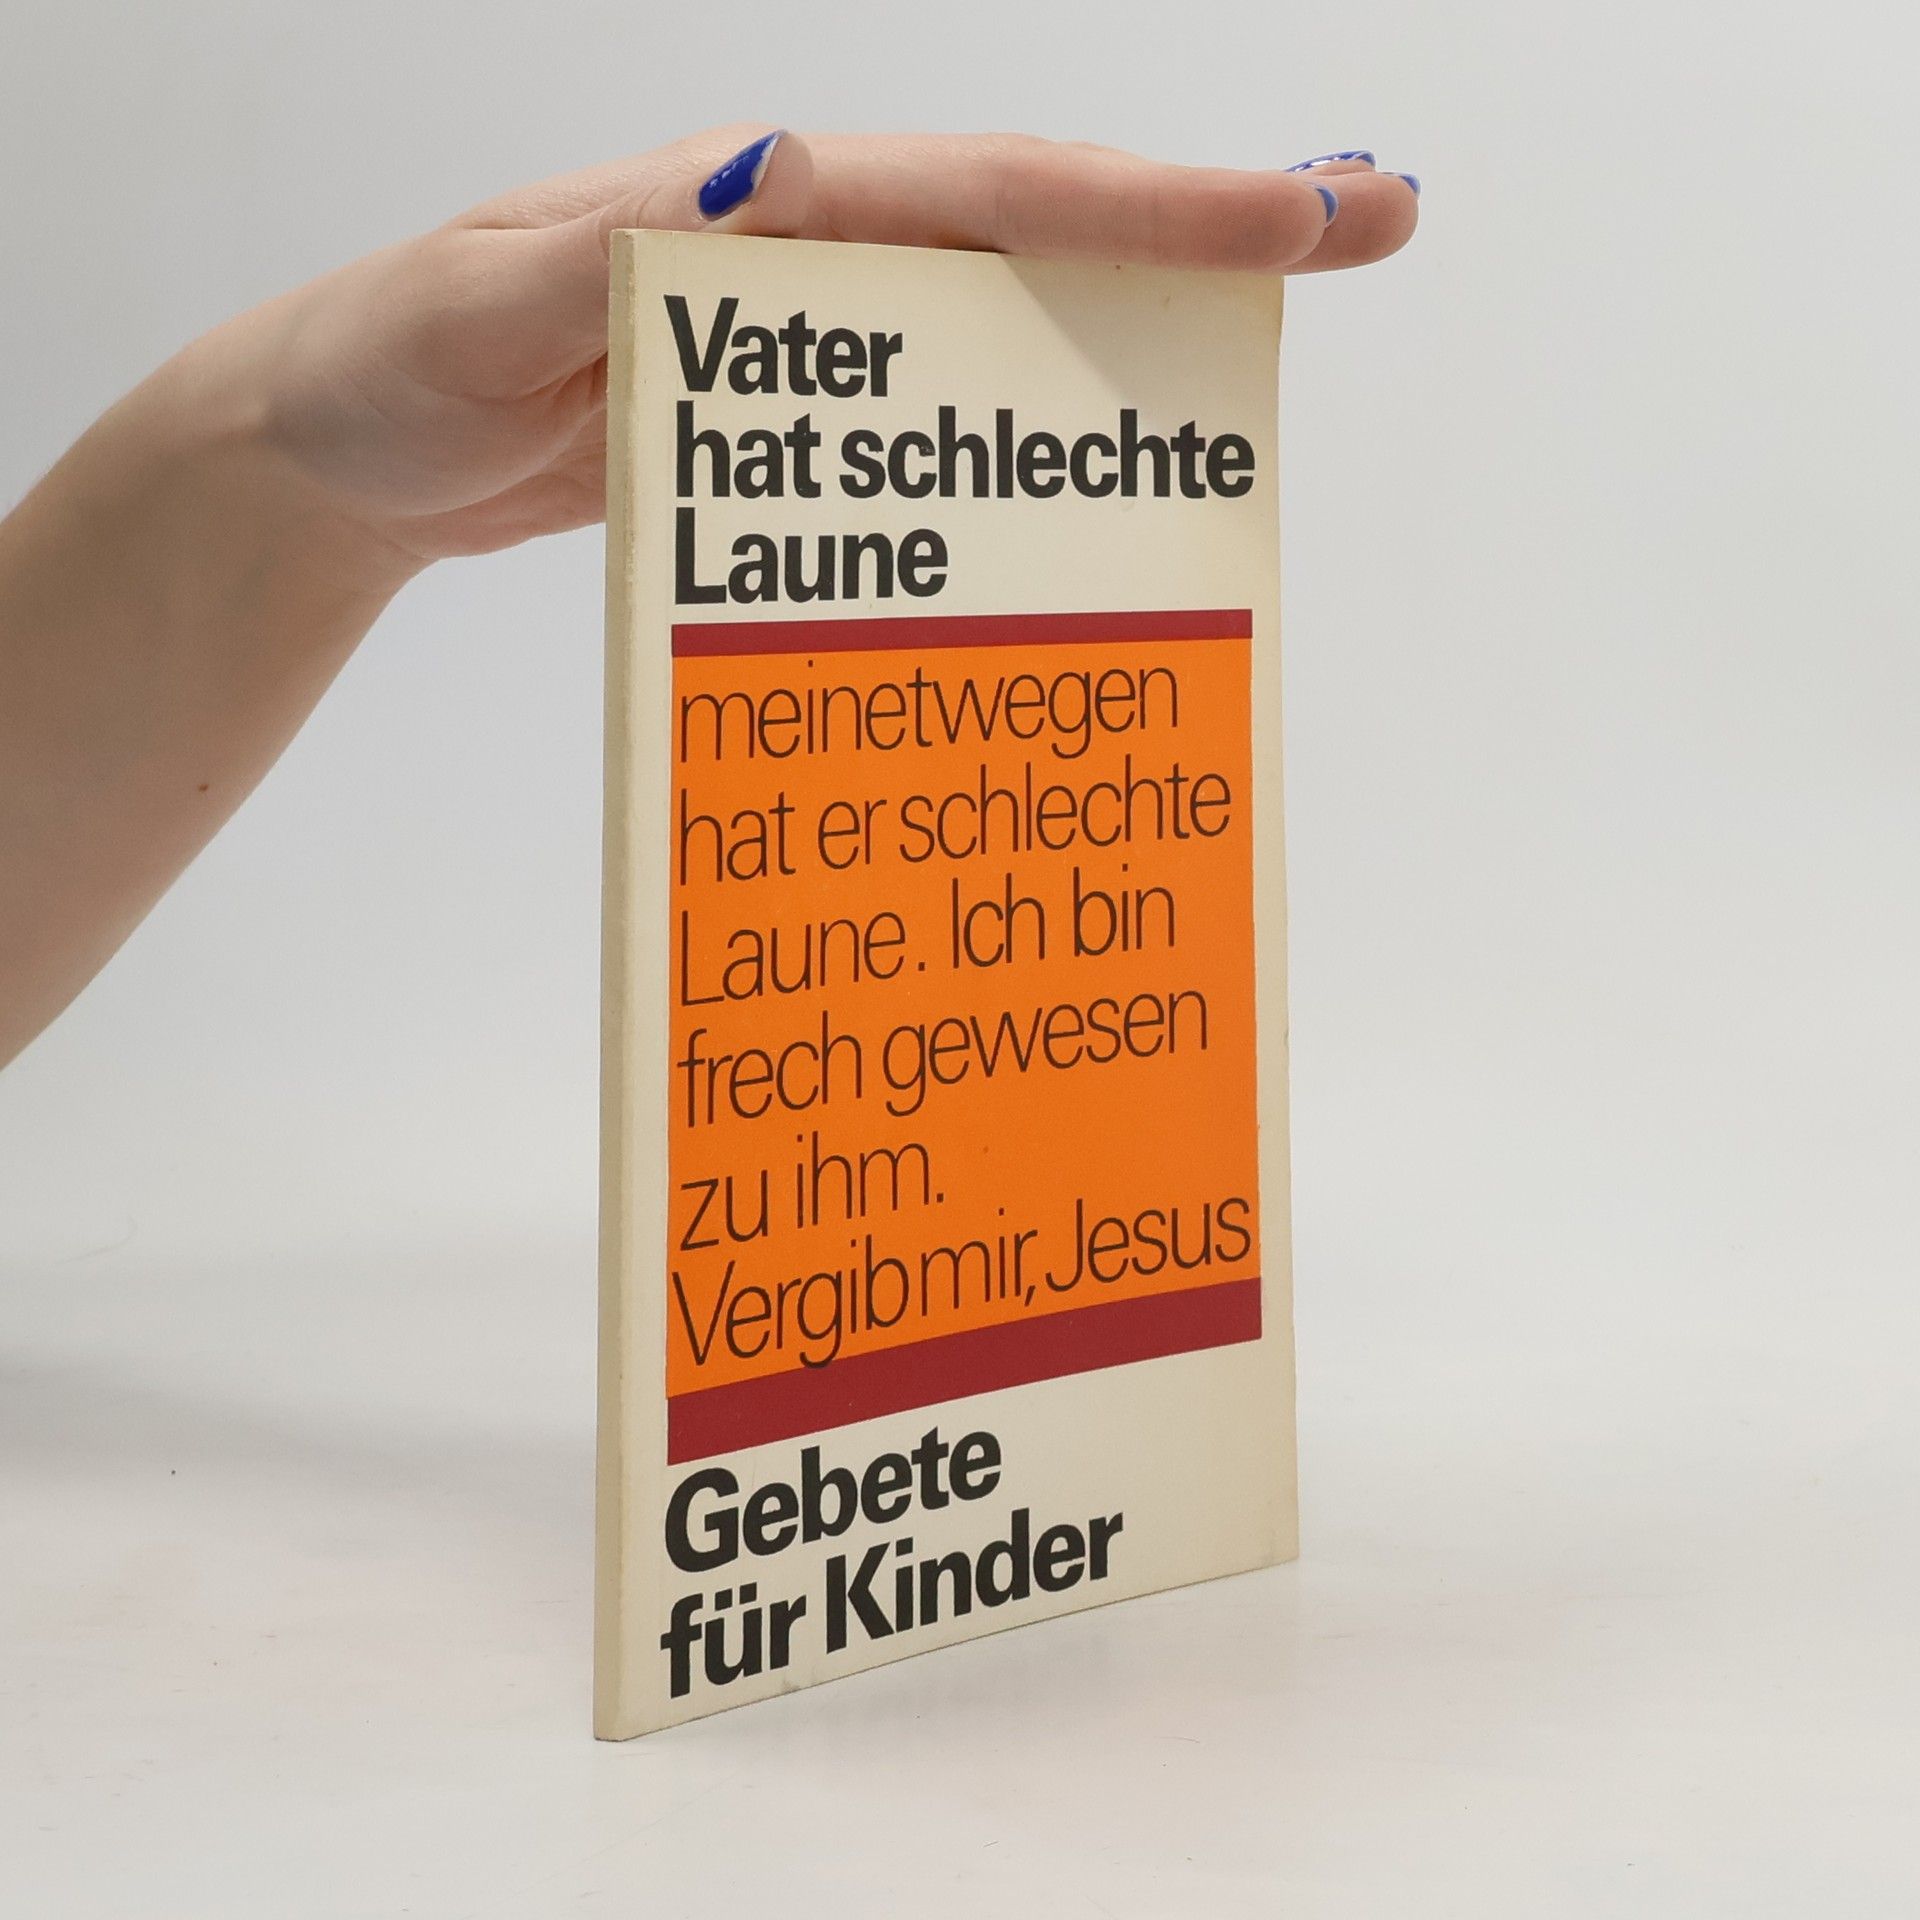 Vater
hat schlechte
Laune
meinetwegen
hat er schlechte
Laune. Ich bin
frech gewesen
zu ihm.
Vergib mir, Jesus
Gebete
für Kinder